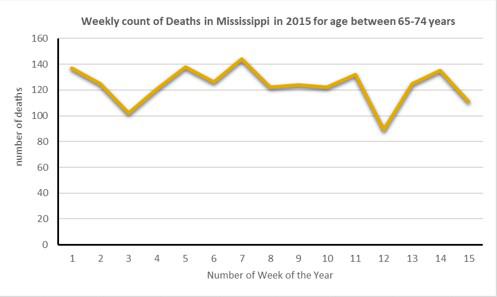 Weekly count of Deaths in Mississippi in 2015 for age between 65-74 years
160
140
120
100
80
60
40
20
0
number of deaths
1 2 3 4 5 6 7 8 9 10 11 12 13 14 15
Number of Week of the Year